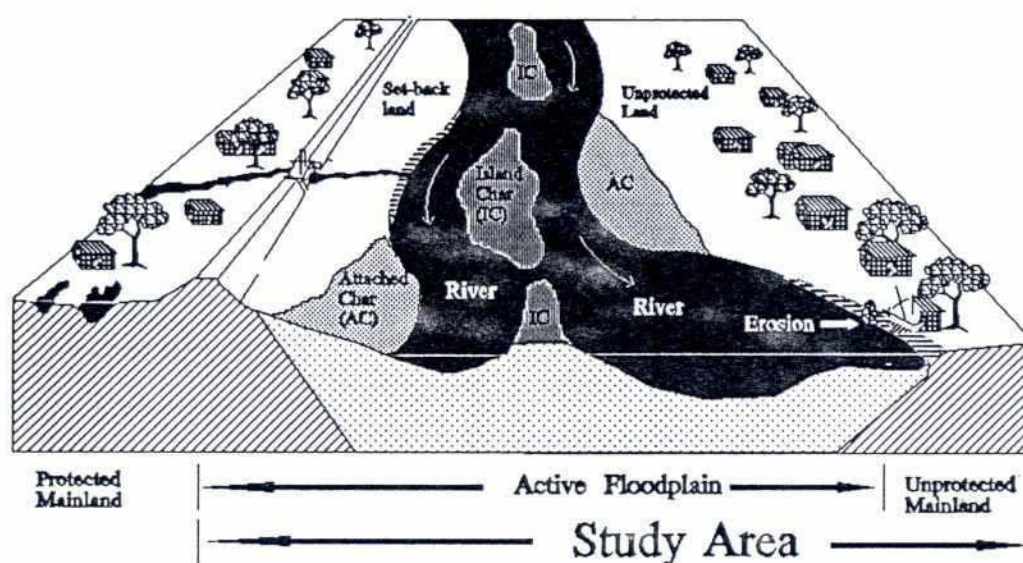 IC
Set-back
land
Unprotected
Land
Island
Char
(IC)
AC
Attached
Char
(AC)
River
River
IC
Erosion
Protected
Mainland
Active Floodplain
Unprotected
Mainland
Study Area